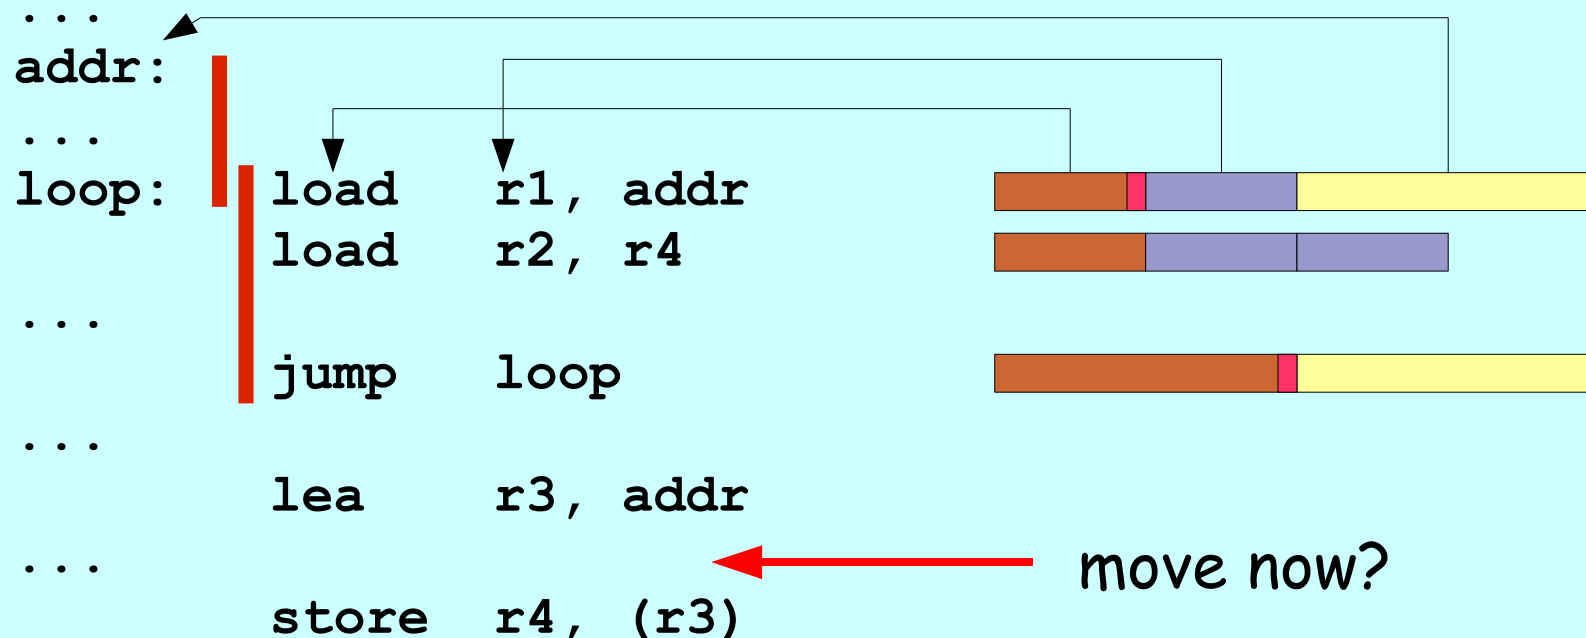 ...
addr:
...
loop: load r1, addr
load r2, r4
...
jump loop
...
lea r3, addr
... move now?
store r4, (r3)